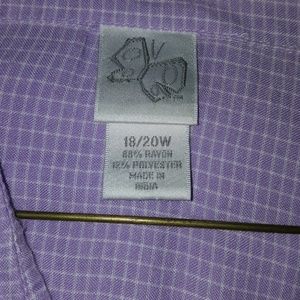 18/20W
88% RAYON
12% POLYESTER
MADE IN
INDIA